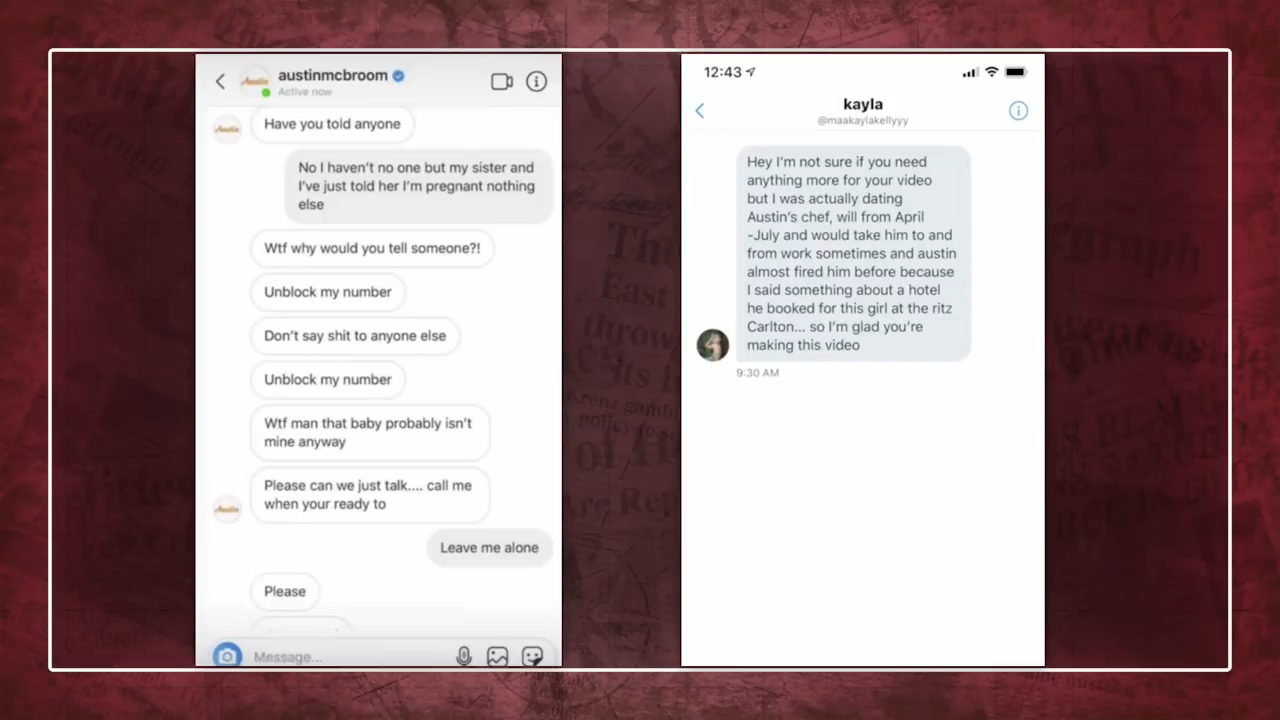 austinmcbroom
Active now
Have you told anyone
No I haven't no one but my sister and
I've just told her I'm pregnant nothing
else
Wtf why would you tell someone?!
Unblock my number
Don't say shit to anyone else
Unblock my number
Wtf man that baby probably isn't
mine anyway
Please can we just talk.... call me
when your ready to
Leave me alone
Please
Message...
12:43
kayla
@maakaylakellyyy
Hey I'm not sure if you need
anything more for your video
but I was actually dating
Austin's chef, will from April
-July and would take him to and
from work sometimes and austin
almost fired him before because
I said something about a hotel
he booked for this girl at the ritz
Carlton... so I'm glad you're
making this video
9:30 AM